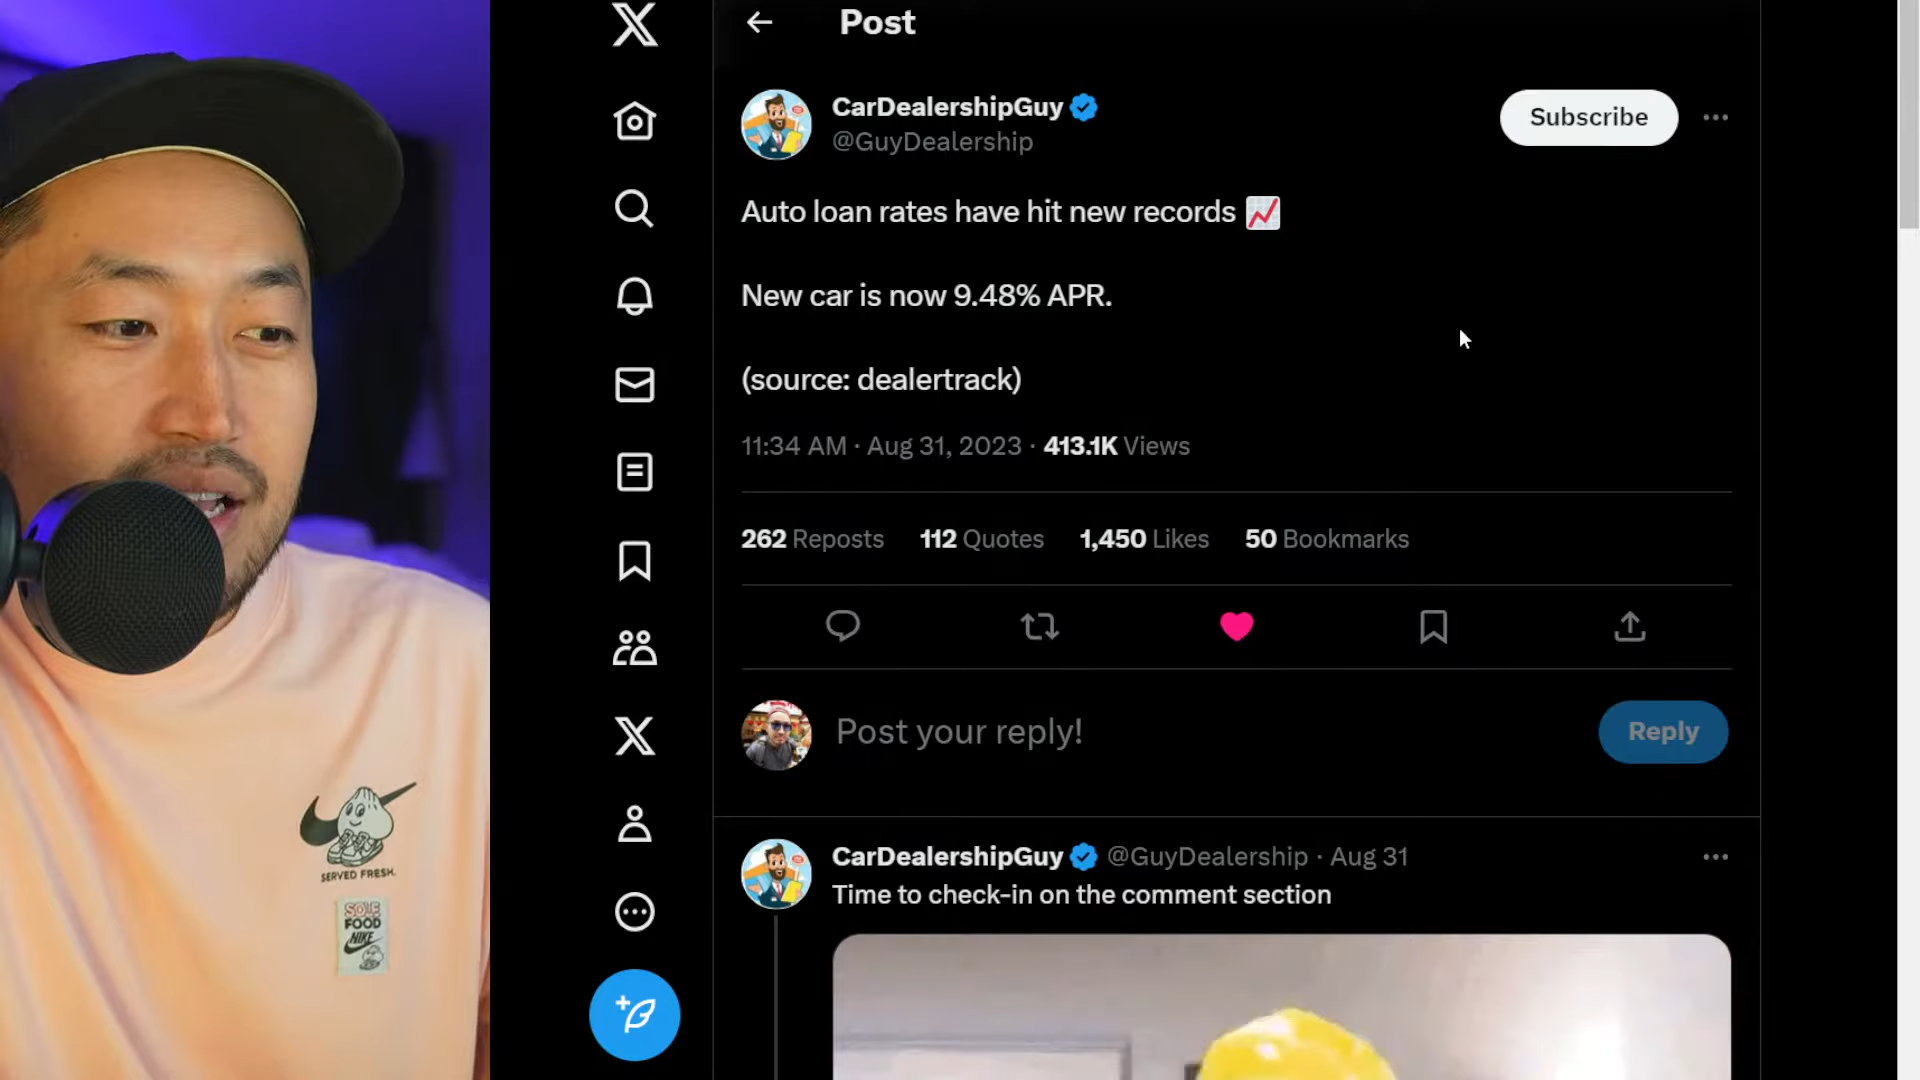 Post
CarDealershipGuy
@GuyDealership
Subscribe
Auto loan rates have hit new records
New car is now 9.48% APR.
(source: dealertrack)
11:34 AM · Aug 31, 2023 · 413.1K Views
262 Reposts 112 Quotes 1,450 Likes 50 Bookmarks
Post your reply!
Reply
CarDealershipGuy @GuyDealership · Aug 31
Time to check-in on the comment section
SERVED FRESH.
SOLE
FOOD
NIKE